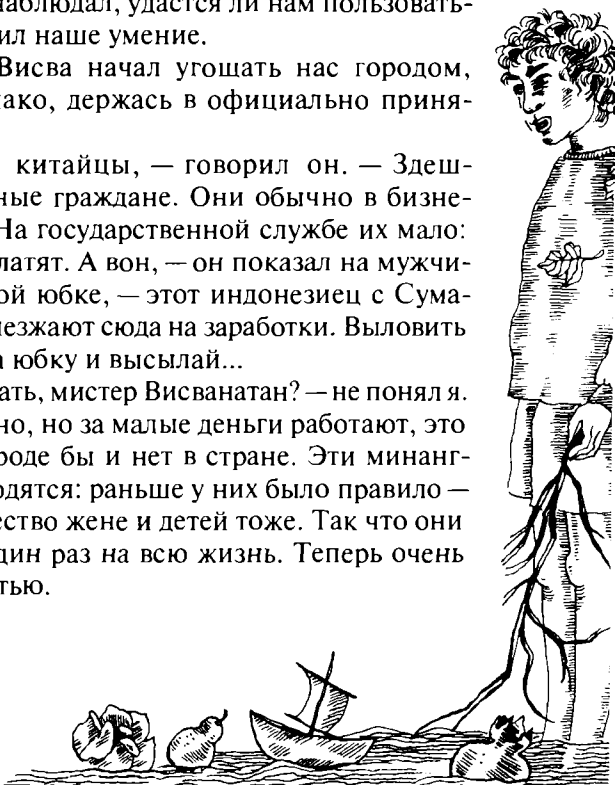 наблюдал, удастся ли нам пользовать-
ил наше умение.
Висва начал угощать нас городом,
ако, держась в официально приня-
китайцы, — говорил он. — Здеш-
ные граждане. Они обычно в бизне-
На государственной службе их мало:
латят. А вон, — он показал на мужчи-
ой юбке, — этот индонезиец с Сума-
иезжают сюда на заработки. Выловить
а юбку и высылай...
ать, мистер Висванатан? — не понял я.
но, но за малые деньги работают, это
роде бы и нет в стране. Эти минанг-
одятся: раньше у них было правило —
ество жене и детей тоже. Так что они
дин раз на всю жизнь. Теперь очень
тью.